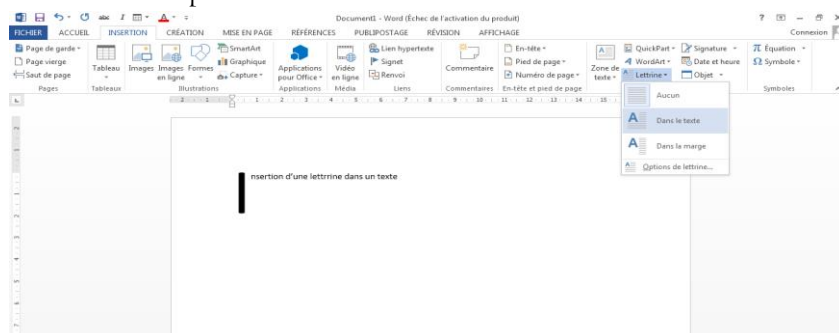 Document1 - Word (Échec de l'activation du produit)
FICHIER ACCUEIL INSERTION CRÉATION MISE EN PAGE RÉFÉRENCES PUBLIPOSTAGE RÉVISION AFFICHAGE Connexion
Page de garde
Page vierge
Saut de page
Pages
Tableau
Tableaux
Images
Images en ligne
Formes
SmartArt
Graphique
Capture
Illustrations
Applications pour Office
Applications
Vidéo en ligne
Média
Lien hypertexte
Signet
Renvoi
Liens
Commentaire
Commentaires
En-tête
Pied de page
Numéro de page
En-tête et pied de page
Zone de texte
QuickPart
WordArt
Lettrine
Signature
Date et heure
Objet
Équation
Symbole
Symboles
Aucun
Dans le texte
Dans la marge
Options de lettrine...
Insertion d'une lettrrine dans un texte